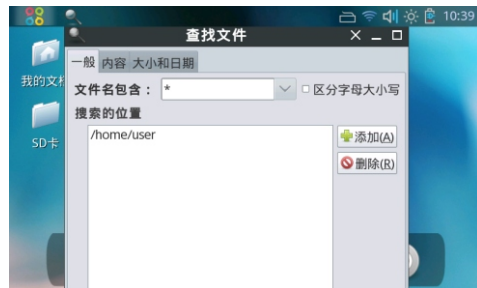 10:39
查找文件
一般 内容 大小和日期
我的文档
文件名包含： * 区分字母大小写
搜索的位置
/home/user
添加(A)
删除(R)
SD卡